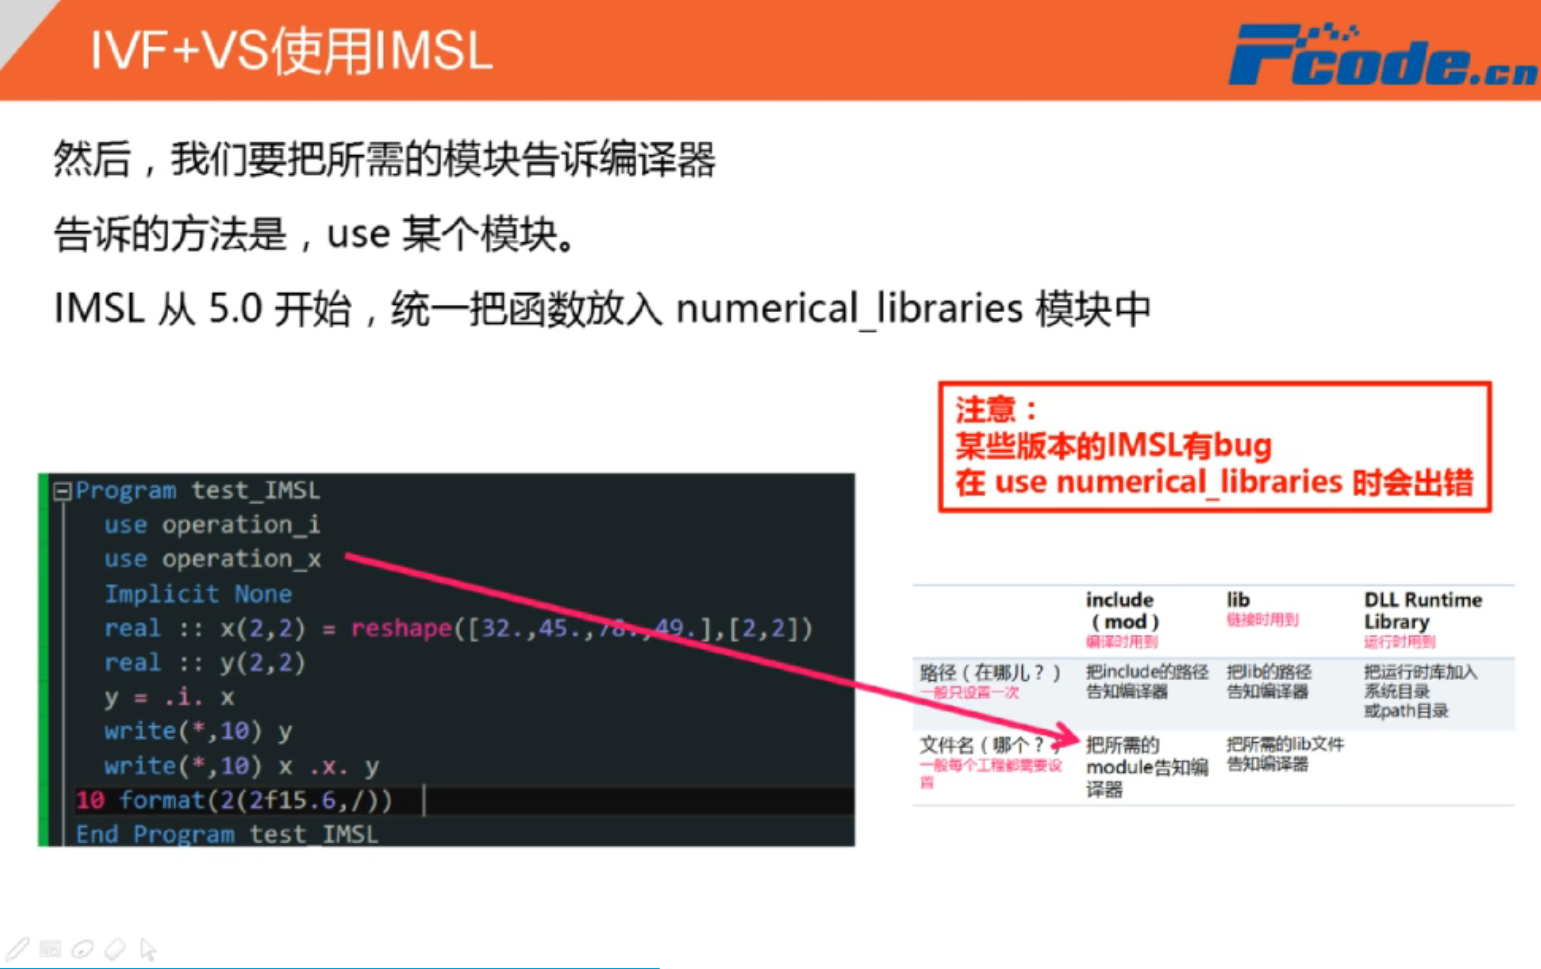 IVF+VS使用IMSL
Fcode.cn
然后，我们要把所需的模块告诉编译器
告诉的方法是，use 某个模块。
IMSL 从 5.0 开始，统一把函数放入 numerical_libraries 模块中
注意：
某些版本的IMSL有bug
在 use numerical_libraries 时会出错
Program test_IMSL
use operation_i
use operation_x
Implicit None
real :: x(2,2) = reshape([32.,45.,78.,49.],[2,2])
real :: y(2,2)
y = .i. x
write(*,10) y
write(*,10) x .x. y
10 format(2(2f15.6,/))
End Program test_IMSL
include
（mod）
编译时用到
lib
链接时用到
DLL Runtime
Library
运行时用到
路径（在哪儿？）
一般只设置一次
把include的路径
告知编译器
把lib的路径
告知编译器
把运行时库加入
系统目录
或path目录
文件名（哪个？）
一般每个工程都需要设
置
把所需的
module告知编
译器
把所需的lib文件
告知编译器